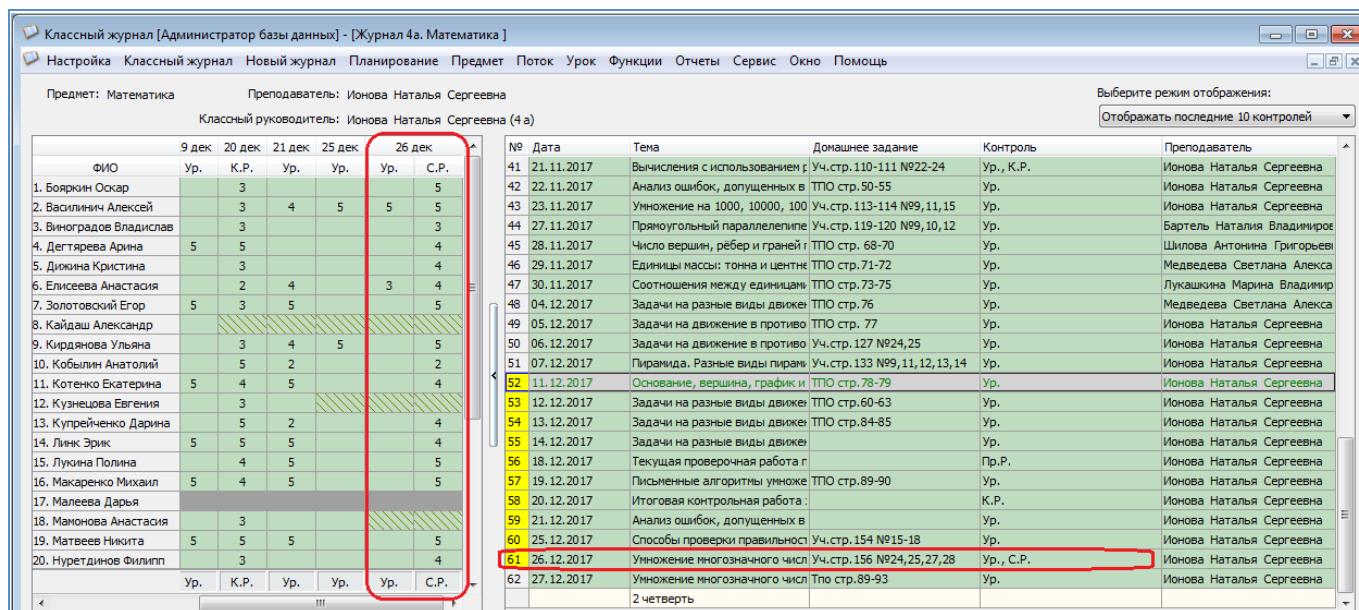 Классный журнал [Администратор базы данных] - [Журнал 4а. Математика ]
Настройка Классный журнал Новый журнал Планирование Предмет Поток Урок Функции Отчеты Сервис Окно Помощь
Предмет: Математика Преподаватель: Ионова Наталья Сергеевна Выберите режим отображения:
Классный руководитель: Ионова Наталья Сергеевна (4 а) Отображать последние 10 контролей
9 дек 20 дек 21 дек 25 дек 26 дек
ФИО Ур. К.Р. Ур. Ур. Ур. С.Р.
1. Бояркин Оскар 3 5
2. Василинич Алексей 3 4 5 5 5
3. Виноградов Владислав 3 3
4. Дегтярева Арина 5 5 4
5. Дижина Кристина 3 4
6. Елисеева Анастасия 2 4 3 4
7. Золотовский Егор 5 3 5 5
8. Кайдаш Александр
9. Кирдянова Ульяна 3 4 5 5
10. Кобылин Анатолий 5 2 2
11. Котенко Екатерина 5 4 5 4
12. Кузнецова Евгения 3
13. Купрейченко Дарина 5 2 4
14. Линк Эрик 5 5 5 4
15. Лукина Полина 4 5 5
16. Макаренко Михаил 5 4 5 5
17. Малеева Дарья
18. Мамонова Анастасия 3
19. Матвеев Никита 5 5 5 5
20. Нуретдинов Филипп 3 4
Ур. К.Р. Ур. Ур. Ур. С.Р.
№ Дата Тема Домашнее задание Контроль Преподаватель
41 21.11.2017 Вычисления с использованием р Уч.стр.110-111 №22-24 Ур., К.Р. Ионова Наталья Сергеевна
42 22.11.2017 Анализ ошибок, допущенных в ТПО стр.50-55 Ур. Ионова Наталья Сергеевна
43 23.11.2017 Умножение на 1000, 10000, 100 Уч.стр.113-114 №9,11,15 Ур. Ионова Наталья Сергеевна
44 27.11.2017 Прямоугольный параллелепипе Уч.стр.119-120 №9,10,12 Ур. Бартель Наталия Владимиров
45 28.11.2017 Число вершин, рёбер и граней г ТПО стр. 68-70 Ур. Шилова Антонина Григорьев
46 29.11.2017 Единицы массы: тонна и центне ТПО стр.71-72 Ур. Медведева Светлана Алекса
47 30.11.2017 Соотношения между единицами ТПО стр.73-75 Ур. Лукашкина Марина Владимир
48 04.12.2017 Задачи на разные виды движен ТПО стр.76 Ур. Медведева Светлана Алекса
49 05.12.2017 Задачи на движение в противо ТПО стр. 77 Ур. Ионова Наталья Сергеевна
50 06.12.2017 Задачи на движение в противо Уч.стр.127 №24,25 Ур. Ионова Наталья Сергеевна
51 07.12.2017 Пирамида. Разные виды пирами Уч.стр.133 №9,11,12,13,14 Ур. Ионова Наталья Сергеевна
52 11.12.2017 Основание, вершина, график и ТПО стр.78-79 Ур. Ионова Наталья Сергеевна
53 12.12.2017 Задачи на разные виды движен ТПО стр.60-63 Ур. Ионова Наталья Сергеевна
54 13.12.2017 Задачи на разные виды движен ТПО стр.84-85 Ур. Ионова Наталья Сергеевна
55 14.12.2017 Задачи на разные виды движен Ур. Ионова Наталья Сергеевна
56 18.12.2017 Текущая проверочная работа п Пр.Р. Ионова Наталья Сергеевна
57 19.12.2017 Письменные алгоритмы умноже ТПО стр.89-90 Ур. Ионова Наталья Сергеевна
58 20.12.2017 Итоговая контрольная работа К.Р. Ионова Наталья Сергеевна
59 21.12.2017 Анализ ошибок, допущенных в Ур. Ионова Наталья Сергеевна
60 25.12.2017 Способы проверки правильност Уч.стр.154 №15-18 Ур. Ионова Наталья Сергеевна
61 26.12.2017 Умножение многозначного числ Уч.стр.156 №24,25,27,28 Ур., С.Р. Ионова Наталья Сергеевна
62 27.12.2017 Умножение многозначного числ Тпо стр.89-93 Ур. Ионова Наталья Сергеевна
2 четверть